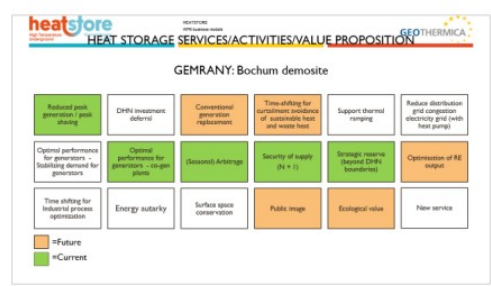 heatstore
High Temperature
Underground
HEATSTORE
WP6 business models
GEOTHERMICA
HEAT STORAGE SERVICES/ACTIVITIES/VALUE PROPOSITION
GEMRANY: Bochum demosite
Reduced peak
generation / peak
shaving
DHN investment
deferral
Conventional
generation
replacement
Time-shifting for
curtailment avoidance
of sustainable heat
and waste heat
Support thermal
ramping
Reduce distribution
grid congestion
electricity grid (with
heat pump)
Optimal performance
for generators -
Stabilizing demand for
generators
Optimal
performance for
generators - co-gen
plants
(Seasonal) Arbitrage
Security of supply
(N + 1)
Strategic reserve
(beyond DHN
boundaries)
Optimisation of RE
output
Time shifting for
Industrial process
optimization
Energy autarky
Surface space
conservation
Public image
Ecological value
New service
=Future
=Current